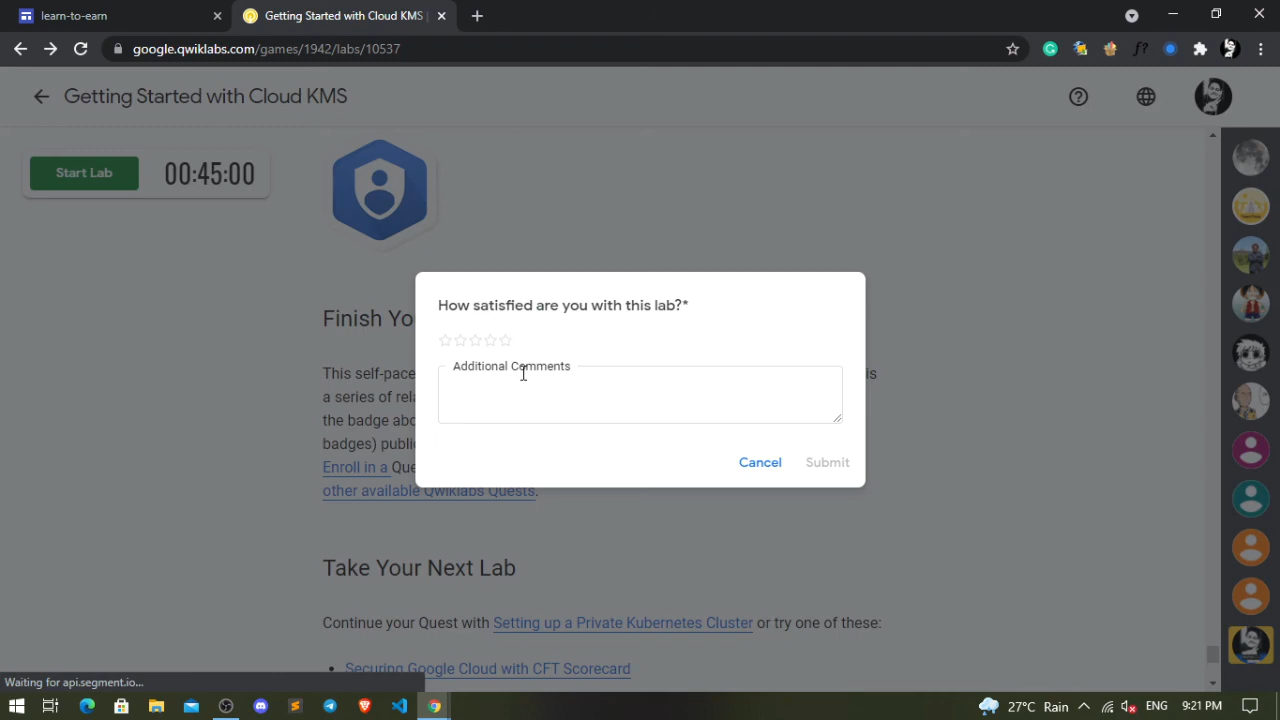 learn-to-earn
Getting Started with Cloud KMS |
google.qwiklabs.com/games/1942/labs/10537
f?
Getting Started with Cloud KMS
Start Lab
00:45:00
Finish Yo
This self-pace
is
a series of rela
the badge abo
badges) publi
Enroll in a Que
other available Qwiklabs Quests.
How satisfied are you with this lab?*
Additional Comments
Cancel
Submit
Take Your Next Lab
Continue your Quest with Setting up a Private Kubernetes Cluster or try one of these:
• Securing Google Cloud with CFT Scorecard
Waiting for api.segment.io...
27°C Rain
ENG
9:21 PM